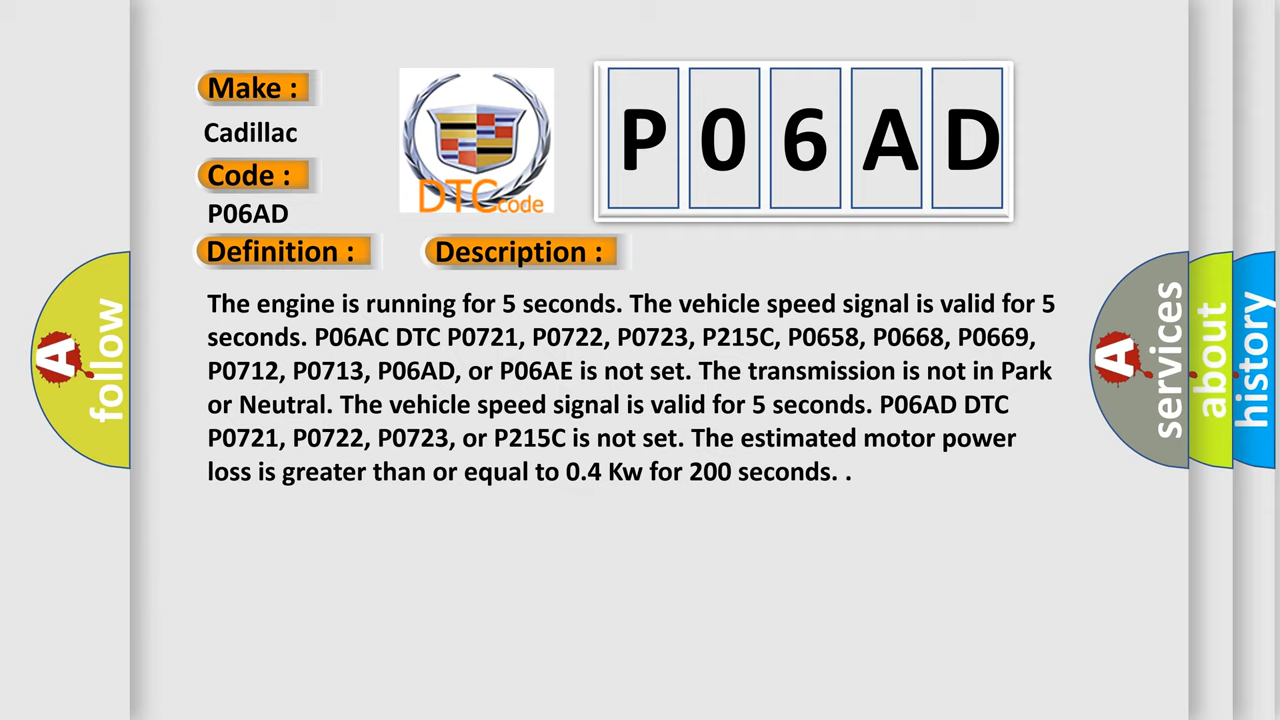 Make :
Cadillac
Code :
P06AD
Definition :
Description :
DTC code
P06AD
The engine is running for 5 seconds. The vehicle speed signal is valid for 5
seconds. P06AC DTC P0721, P0722, P0723, P215C, P0658, P0668, P0669,
P0712, P0713, P06AD, or P06AE is not set. The transmission is not in Park
or Neutral. The vehicle speed signal is valid for 5 seconds. P06AD DTC
P0721, P0722, P0723, or P215C is not set. The estimated motor power
loss is greater than or equal to 0.4 Kw for 200 seconds. .
A follow
A services
about
history